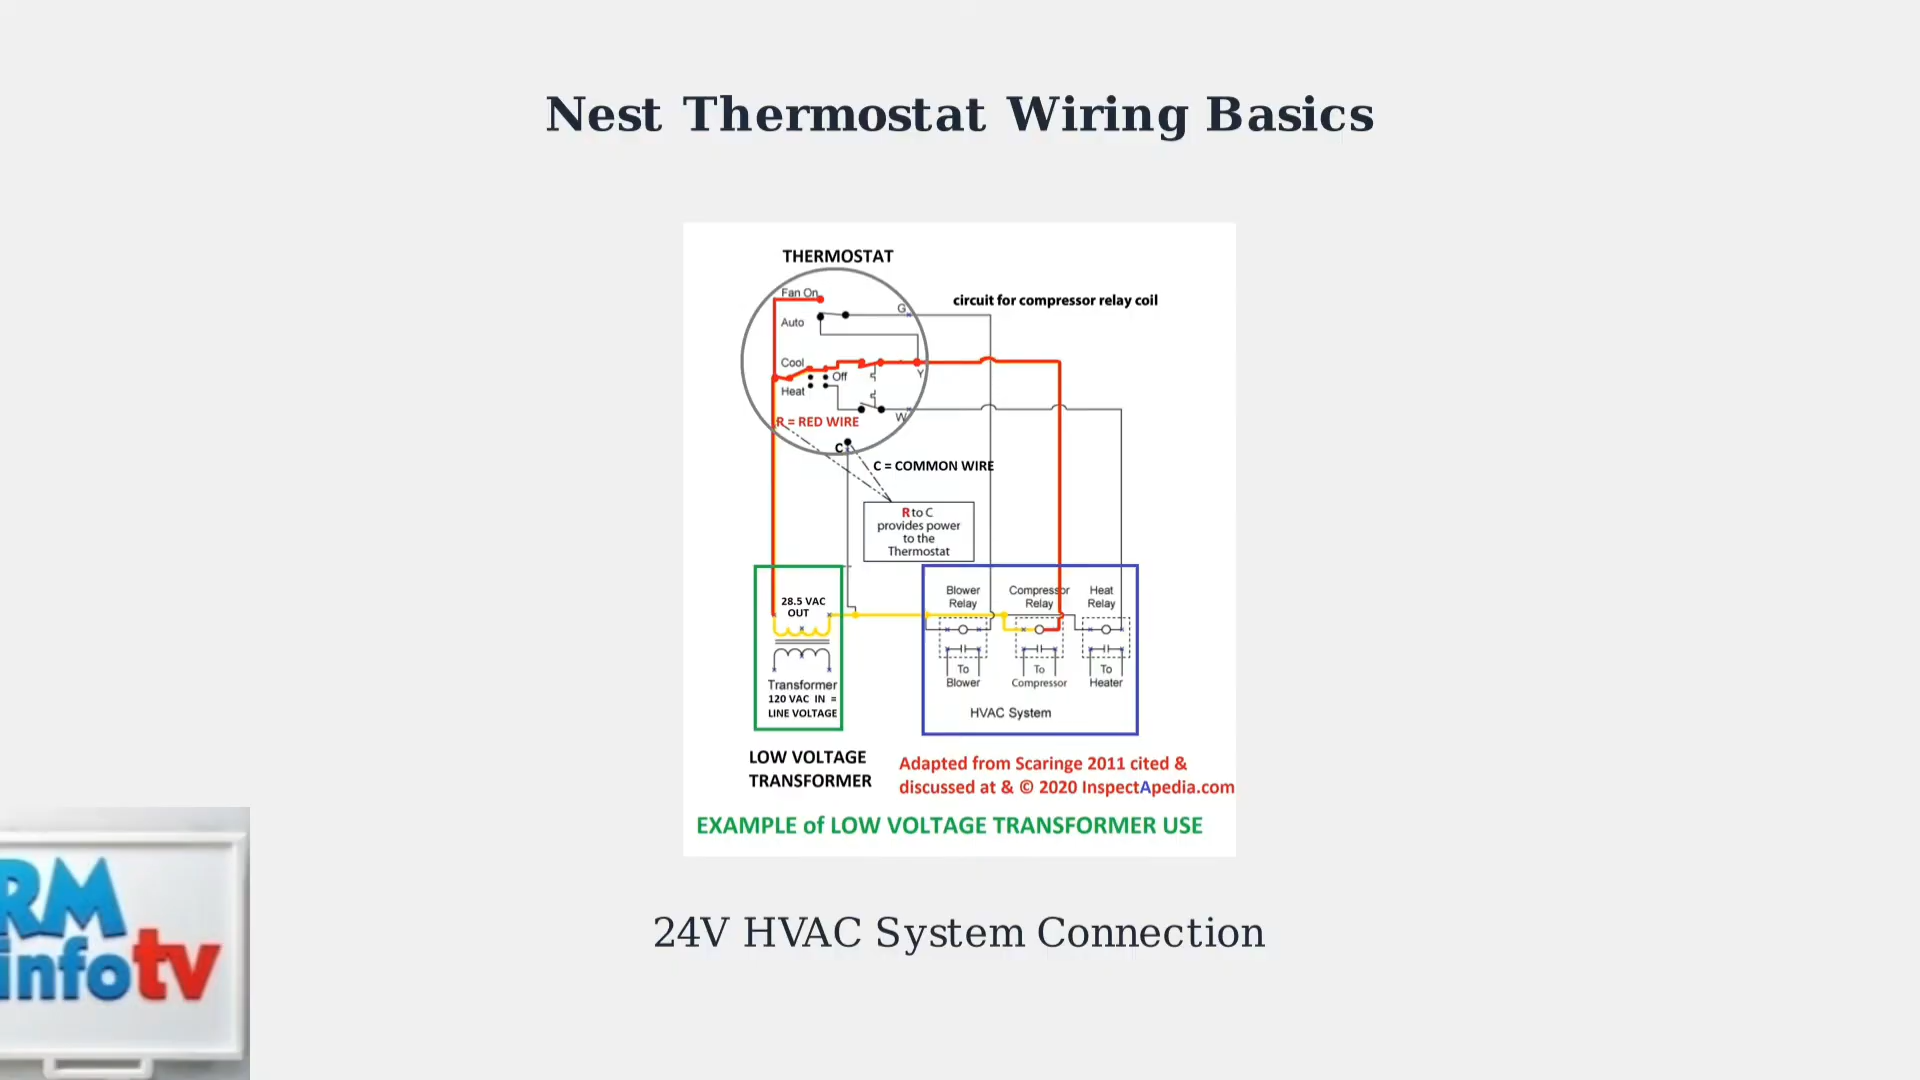 Nest Thermostat Wiring Basics
THERMOSTAT
Fan On
G
circuit for compressor relay coil
Auto
Cool
Off
Y
Heat
W
R = RED WIRE
C
C = COMMON WIRE
R to C
provides power
to the
Thermostat
28.5 VAC
OUT
Blower
Relay
Compressor
Relay
Heat
Relay
To
Blower
To
Compressor
To
Heater
Transformer
120 VAC IN =
LINE VOLTAGE
HVAC System
LOW VOLTAGE
TRANSFORMER
Adapted from Scaringe 2011 cited &
discussed at & © 2020 InspectApedia.com
EXAMPLE of LOW VOLTAGE TRANSFORMER USE
24V HVAC System Connection
RM
infotv